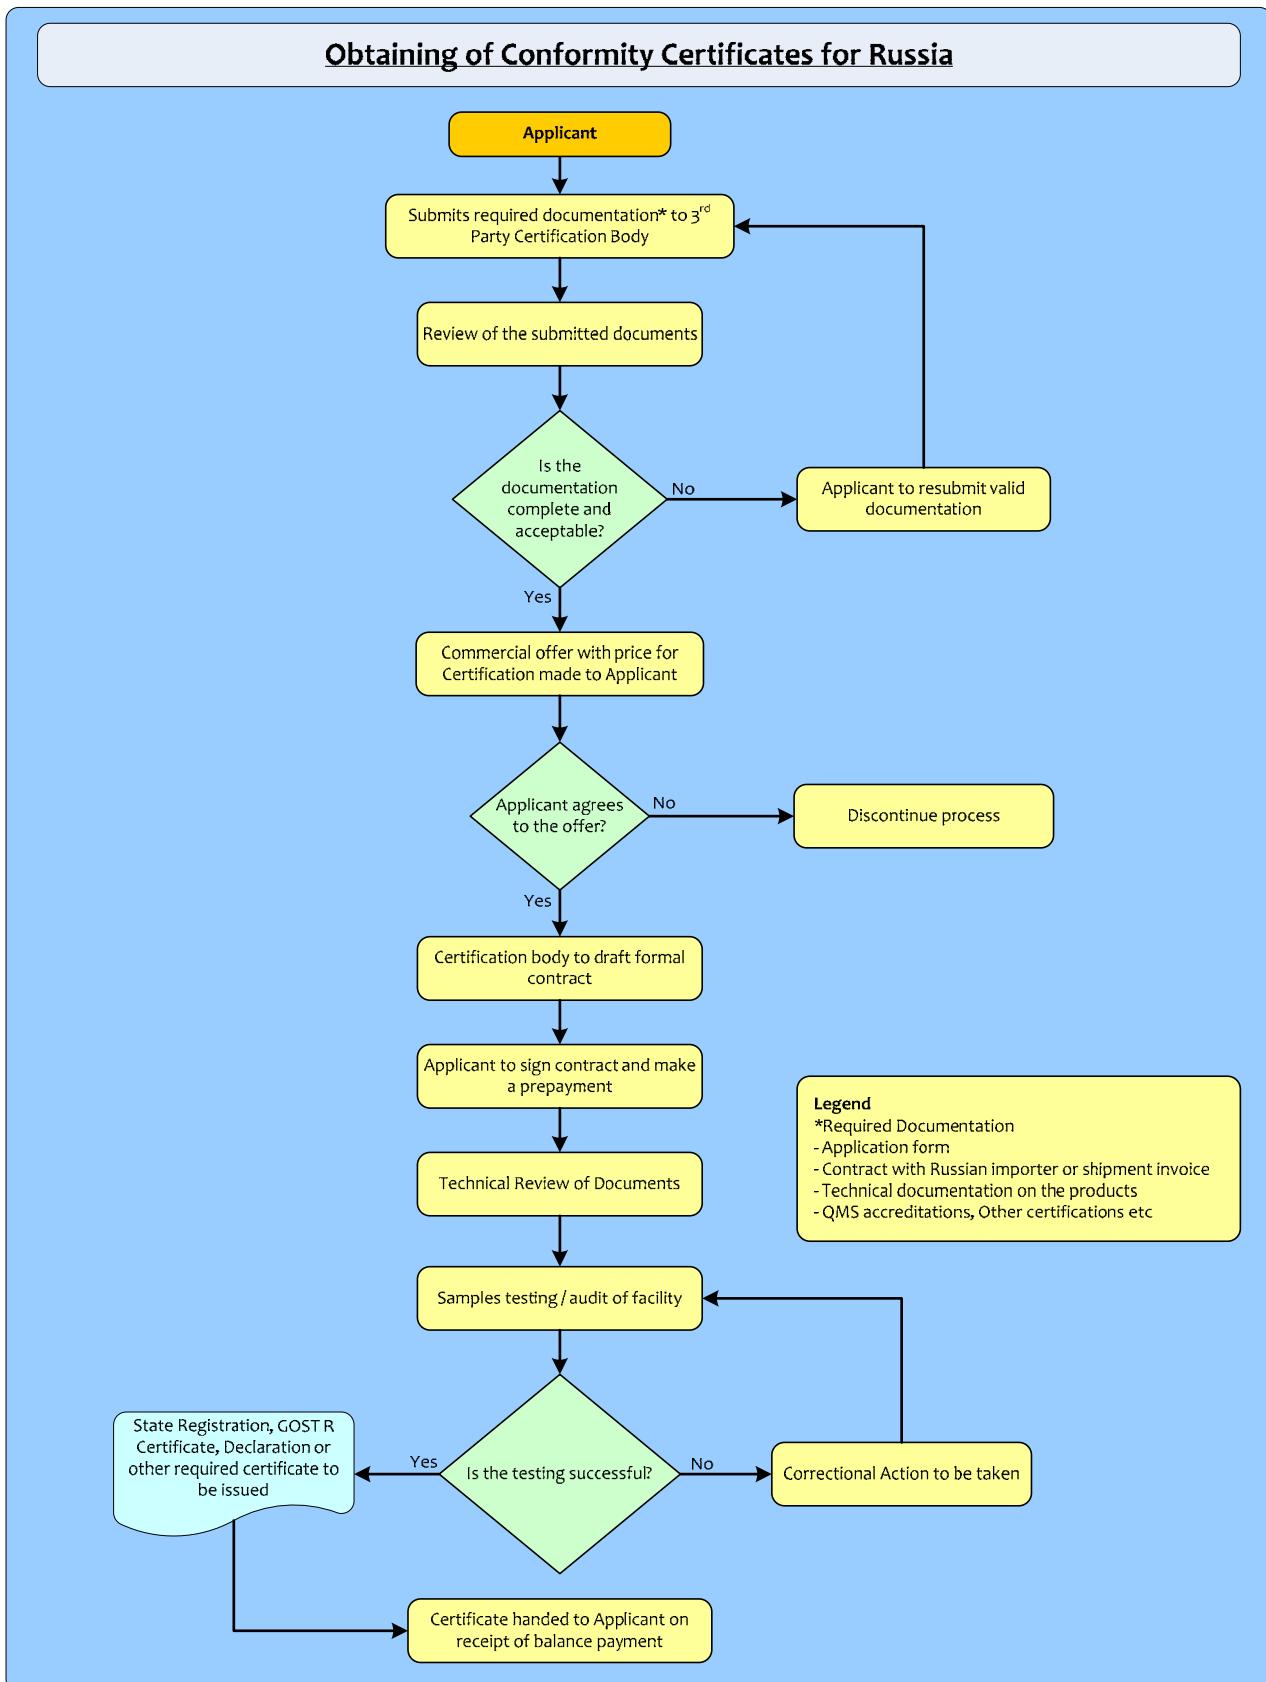 Obtaining of Conformity Certificates for Russia
Applicant
Submits required documentation* to 3rd
Party Certification Body
Review of the submitted documents
Is the
documentation
complete and
acceptable?
No
Applicant to resubmit valid
documentation
Yes
Commercial offer with price for
Certification made to Applicant
Applicant agrees
to the offer?
No
Discontinue process
Yes
Certification body to draft formal
contract
Applicant to sign contract and make
a prepayment
Technical Review of Documents
Legend
*Required Documentation
- Application form
- Contract with Russian importer or shipment invoice
- Technical documentation on the products
- QMS accreditations, Other certifications etc
Samples testing / audit of facility
Is the testing successful?
Yes
State Registration, GOST R
Certificate, Declaration or
other required certificate to
be issued
No
Correctional Action to be taken
Certificate handed to Applicant on
receipt of balance payment